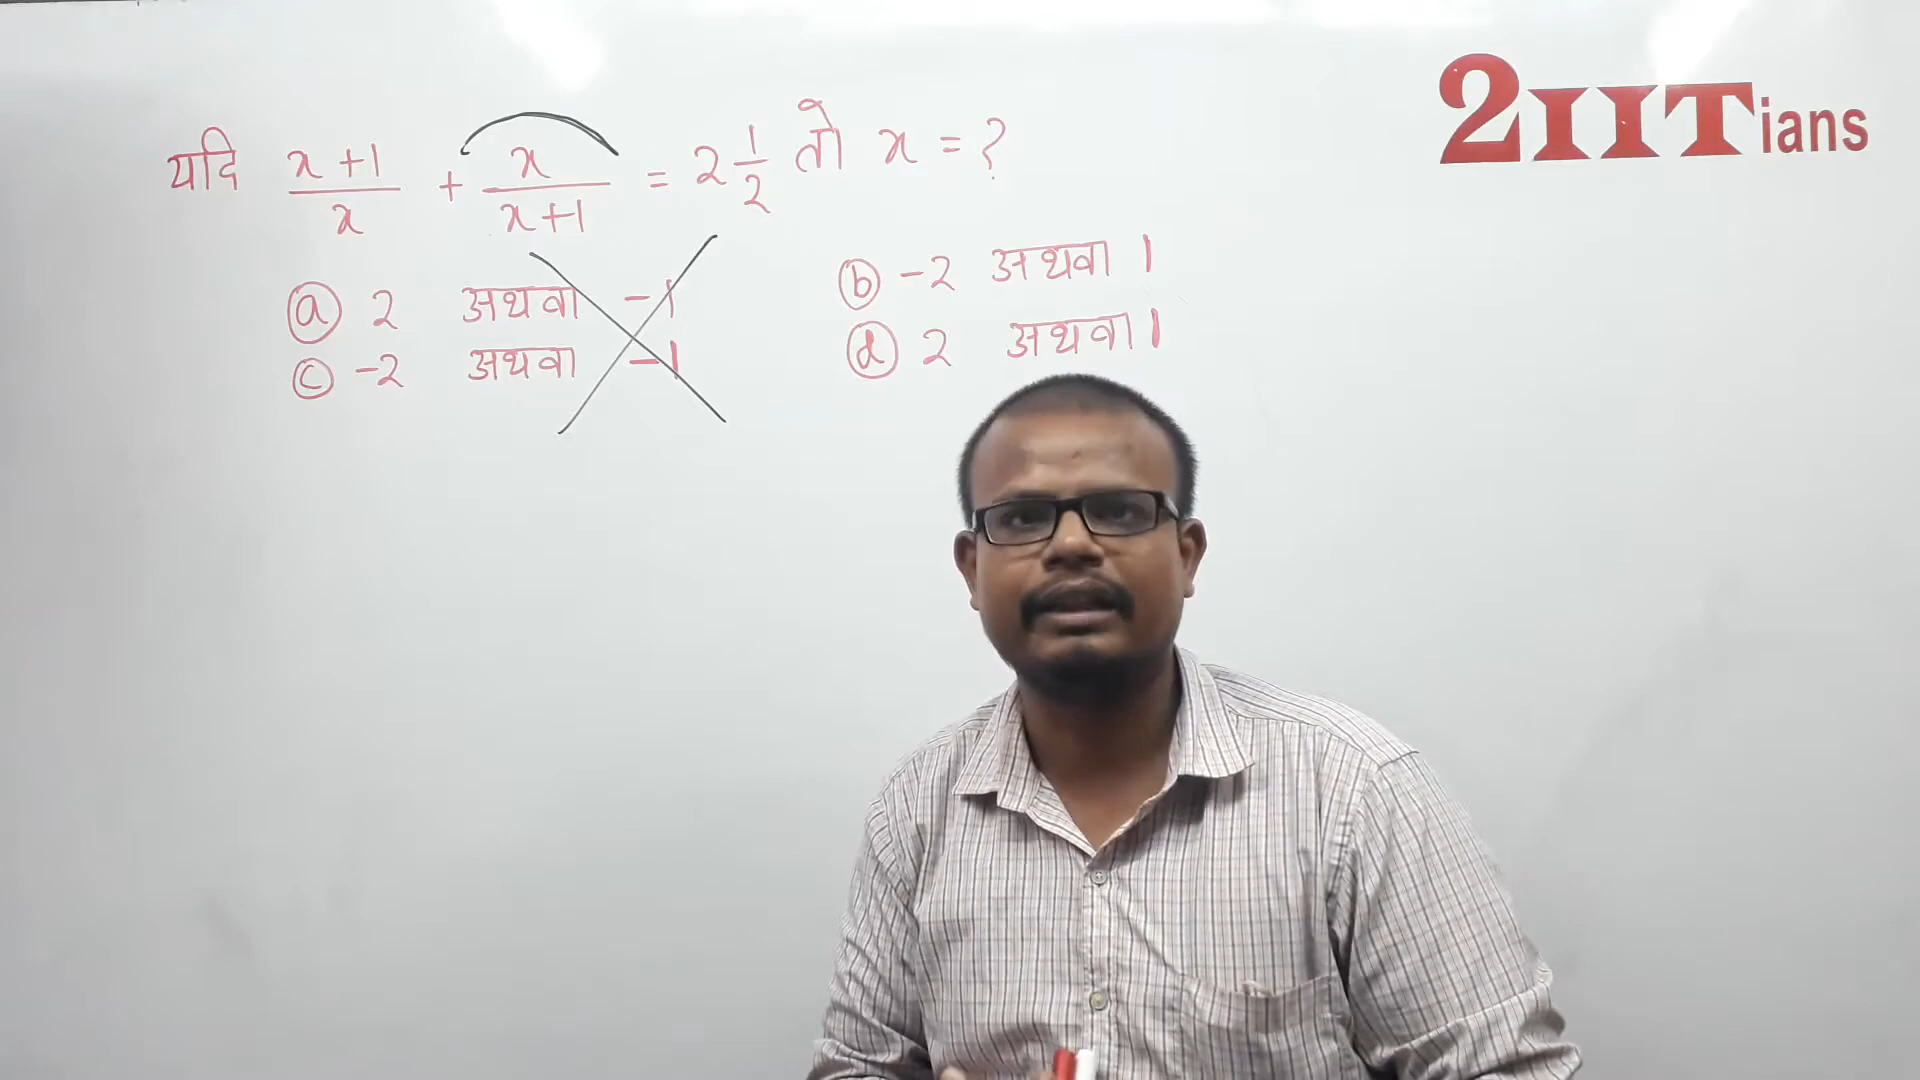 2IITians
यदि (x+1)/x + x/(x+1) = 2 1/2 तो x = ?
(a) 2 अथवा -1 (b) -2 अथवा 1
(c) -2 अथवा -1 (d) 2 अथवा 1